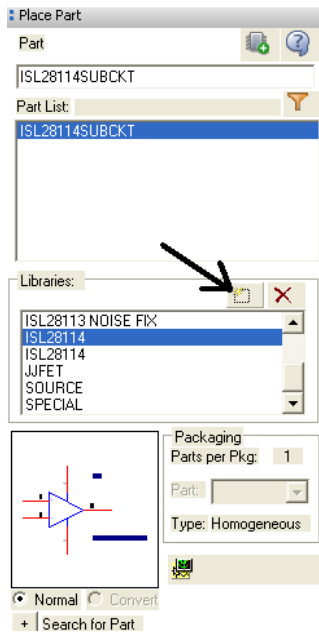 Place Part
Part
ISL28114SUBCKT
Part List:
ISL28114SUBCKT
Libraries:
ISL28113 NOISE FIX
ISL28114
ISL28114
JJFET
SOURCE
SPECIAL
Packaging
Parts per Pkg: 1
Part:
Type: Homogeneous
Normal Convert
+ Search for Part